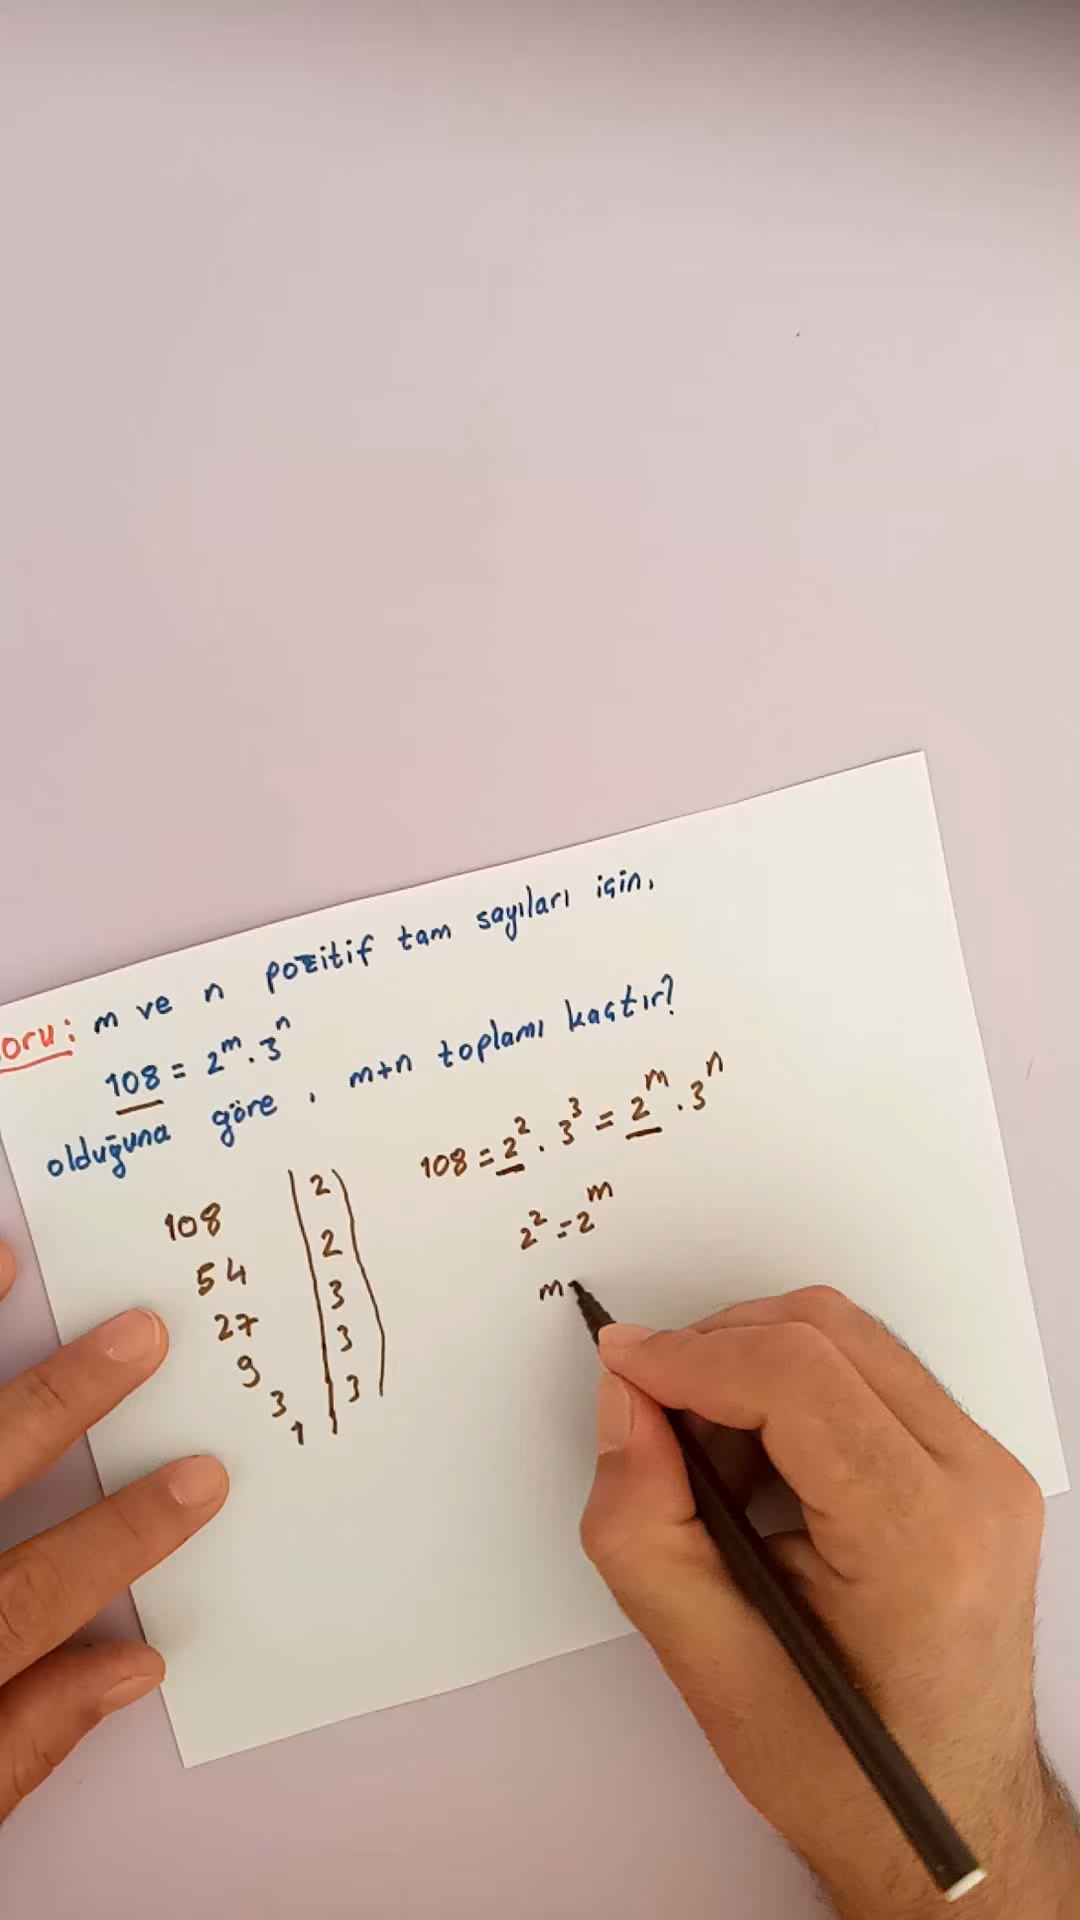 oru: m ve n pozitif tam sayıları için,
108 = 2^m . 3^n
olduğuna göre, m+n toplamı kaçtır?
108 = 2^2 . 3^3 = 2^m . 3^n
2^2 = 2^m
m
108 | 2
54 | 2
27 | 3
9 | 3
3 | 3
1